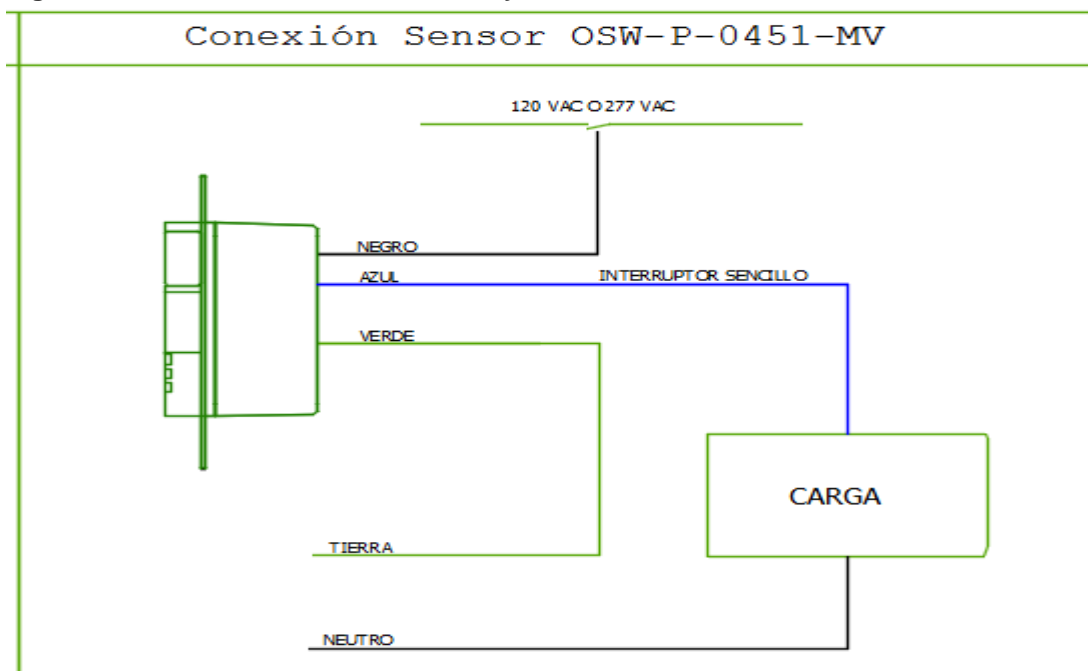 Conexión Sensor OSW-P-0451-MV
120 VAC O 277 VAC
NEGRO
AZUL
INTERRUPTOR SENCILLO
VERDE
CARGA
TIERRA
NEUTRO